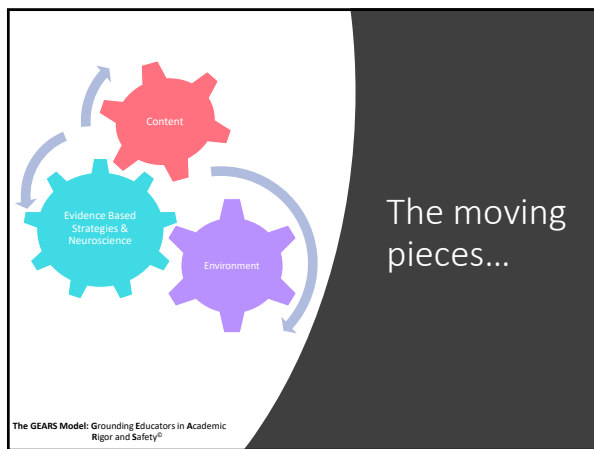 Content
Evidence Based
Strategies &
Neuroscience
Environment
The moving
pieces…
The GEARS Model: Grounding Educators in Academic
Rigor and Safety©